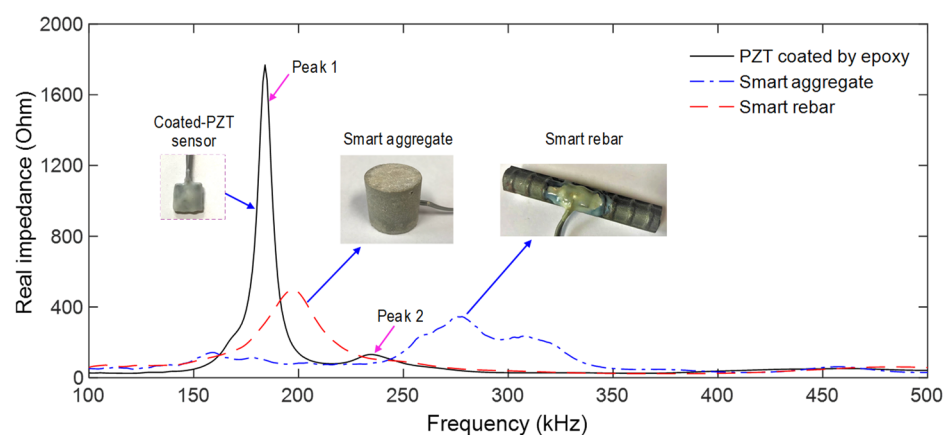 2000
1600
1200
800
400
0
Real impedance (Ohm)
100
150
200
250
300
350
400
450
500
Frequency (kHz)
PZT coated by epoxy
Smart aggregate
Smart rebar
Peak 1
Coated-PZT
sensor
Smart aggregate
Smart rebar
Peak 2